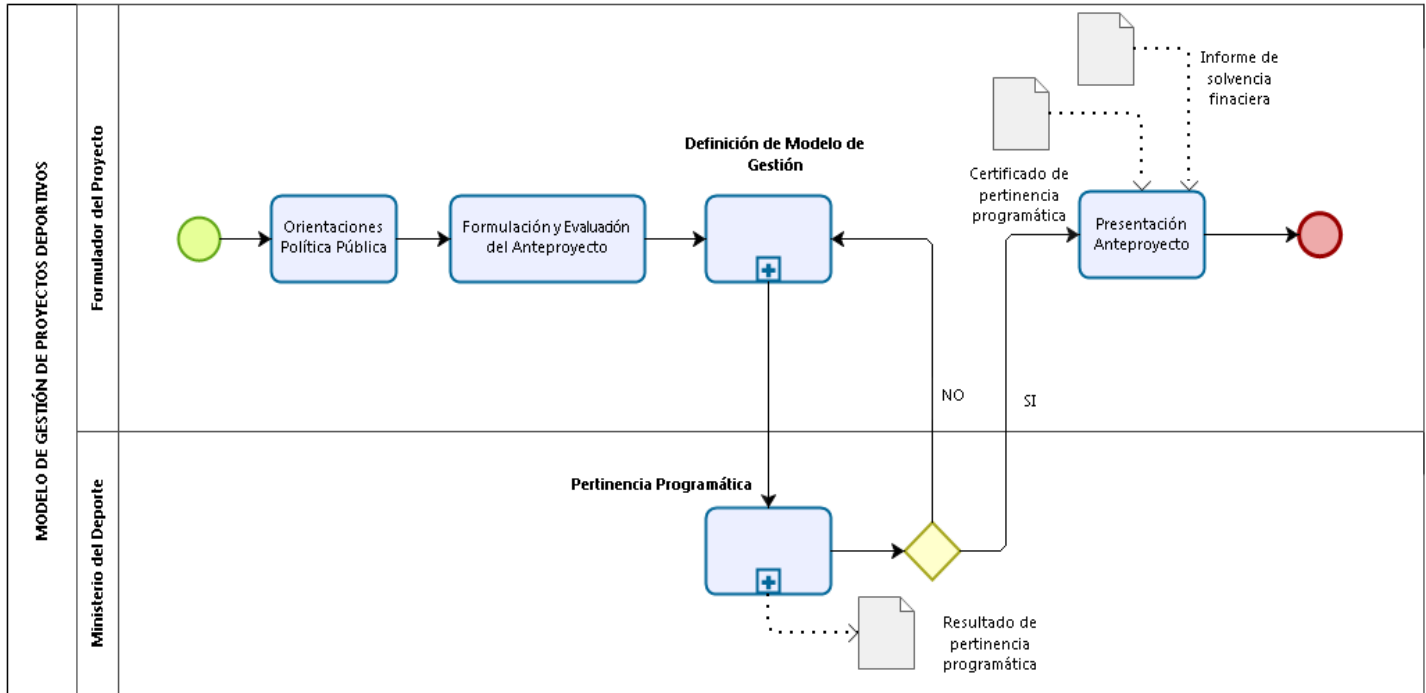 MODELO DE GESTIÓN DE PROYECTOS DEPORTIVOS
Formulador del Proyecto
Orientaciones
Política Pública
Formulación y Evaluación
del Anteproyecto
Definición de Modelo de
Gestión
Certificado de
pertinencia
programática
Informe de
solvencia
finaciera
Presentación
Anteproyecto
NO
SI
Ministerio del Deporte
Pertinencia Programática
Resultado de
pertinencia
programática